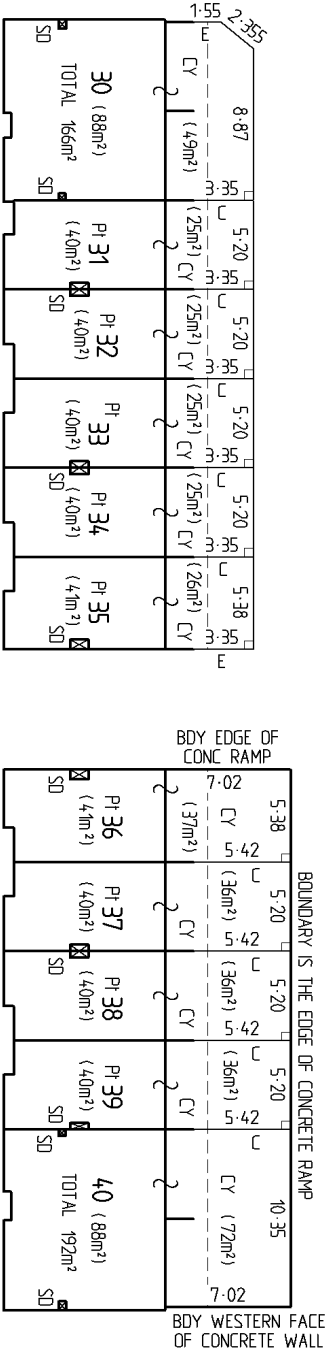 1·55
2·355
E
SD
CY
30 (88m²)
TOTAL 166m²
C
(49m²)
8·87
SD
3·35
Pt 31
(40m²)
C
CY
(25m²)
C
5·20
3·35
SD
Pt 32
(40m²)
C
CY
(25m²)
C
5·20
3·35
Pt 33
(40m²)
C
CY
(25m²)
C
5·20
3·35
SD
Pt 34
(40m²)
C
CY
(25m²)
C
5·20
3·35
Pt 35
(41m²)
SD
C
CY
(26m²)
C
5·38
3·35
E
BDY EDGE OF
CONC RAMP
7·02
SD
Pt 36
(41m²)
C
(37m²)
CY
5·38
5·42
Pt 37
(40m²)
C
CY
(36m²)
C
5·20
5·42
SD
Pt 38
(40m²)
C
CY
(36m²)
C
5·20
5·42
Pt 39
(40m²)
SD
C
CY
(36m²)
C
5·20
5·42
BOUNDARY IS THE EDGE OF CONCRETE RAMP
SD
40 (88m²)
TOTAL 192m²
C
CY (72m²)
C
10·35
SD
7·02
BDY WESTERN FACE
OF CONCRETE WALL